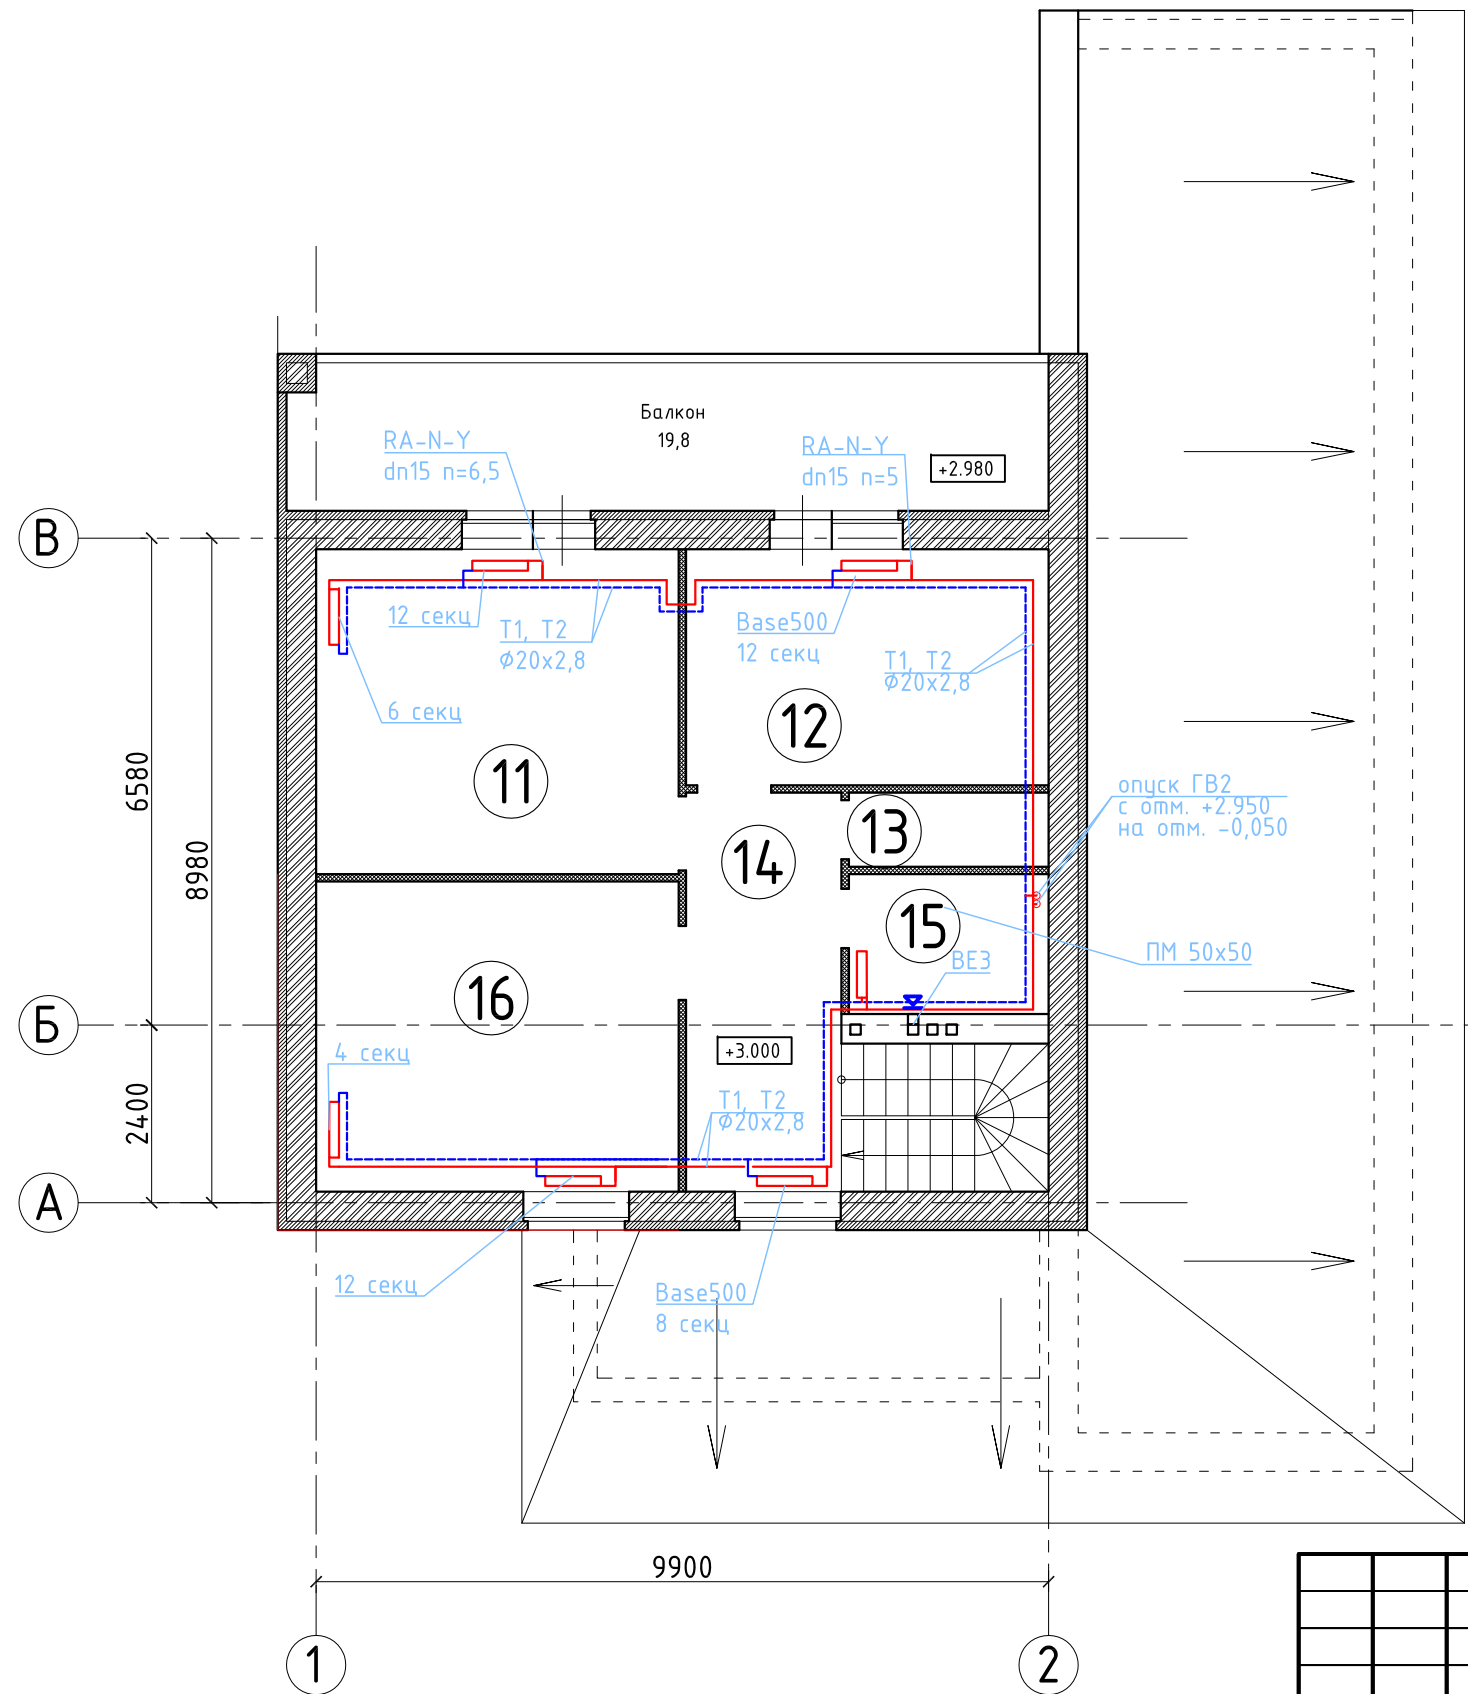 Балкон
19,8
RA-N-Y
dn15 n=6,5
RA-N-Y
dn15 n=5
+2.980
В
12 секц
Т1, Т2
Ф20х2,8
Base500
12 секц
Т1, Т2
Ф20х2,8
6 секц
12
11
6580
8980
опуск ГВ2
с отм. +2.950
на отм. -0,050
13
14
15
ПМ 50х50
ВЕ3
16
Б
4 секц
+3.000
2400
Т1, Т2
Ф20х2,8
А
12 секц
Base500
8 секц
9900
1
2